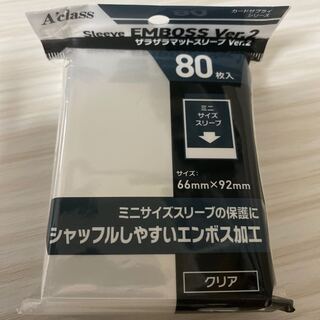 A'class
カードサプライ
シリーズ
Sleeve EMBOSS Ver.2
ザラザラマットスリーブ Ver.2
80枚入
ミニ
サイズ
スリーブ
サイズ:
66mm×92mm
ミニサイズスリーブの保護に
シャッフルしやすいエンボス加工
クリア